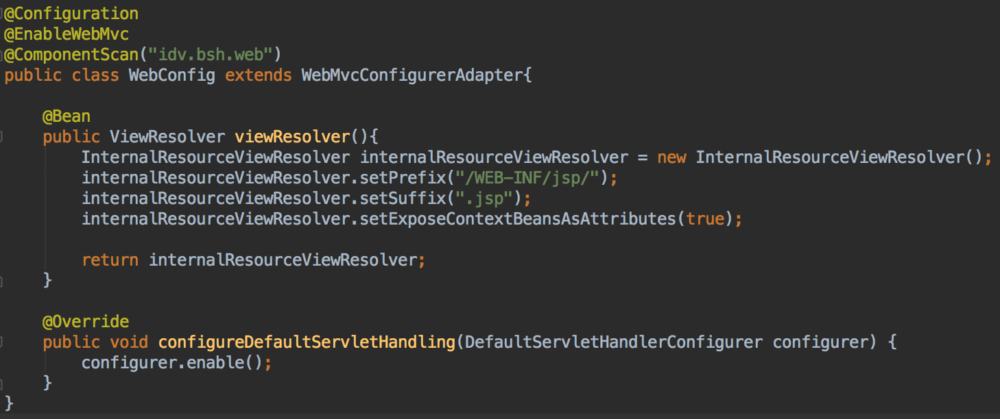 @Configuration
@EnableWebMvc
@ComponentScan("idv.bsh.web")
public class WebConfig extends WebMvcConfigurerAdapter{
@Bean
public ViewResolver viewResolver(){
InternalResourceViewResolver internalResourceViewResolver = new InternalResourceViewResolver();
internalResourceViewResolver.setPrefix("/WEB-INF/jsp/");
internalResourceViewResolver.setSuffix(".jsp");
internalResourceViewResolver.setExposeContextBeansAsAttributes(true);
return internalResourceViewResolver;
}
@Override
public void configureDefaultServletHandling(DefaultServletHandlerConfigurer configurer) {
configurer.enable();
}
}